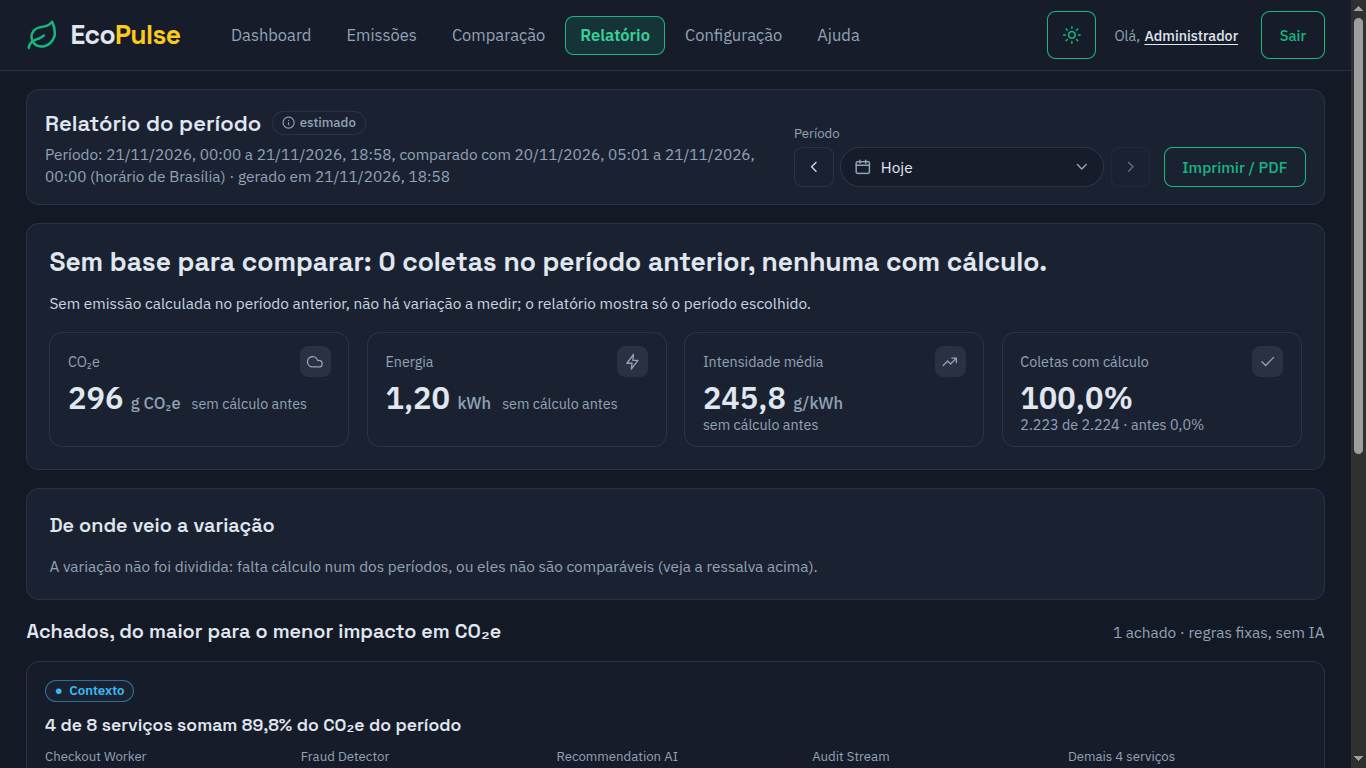 EcoPulse
Dashboard
Emissões
Comparação
Relatório
Configuração
Ajuda
Olá, Administrador
Sair
Relatório do período
estimado
Período: 21/11/2026, 00:00 a 21/11/2026, 18:58, comparado com 20/11/2026, 05:01 a 21/11/2026,
00:00 (horário de Brasília) · gerado em 21/11/2026, 18:58
Período
Hoje
Imprimir / PDF
Sem base para comparar: 0 coletas no período anterior, nenhuma com cálculo.
Sem emissão calculada no período anterior, não há variação a medir; o relatório mostra só o período escolhido.
CO₂e
296 g CO₂e sem cálculo antes
Energia
1,20 kWh sem cálculo antes
Intensidade média
245,8 g/kWh
sem cálculo antes
Coletas com cálculo
100,0%
2.223 de 2.224 · antes 0,0%
De onde veio a variação
A variação não foi dividida: falta cálculo num dos períodos, ou eles não são comparáveis (veja a ressalva acima).
Achados, do maior para o menor impacto em CO₂e
1 achado · regras fixas, sem IA
Contexto
4 de 8 serviços somam 89,8% do CO₂e do período
Checkout Worker
Fraud Detector
Recommendation AI
Audit Stream
Demais 4 serviços